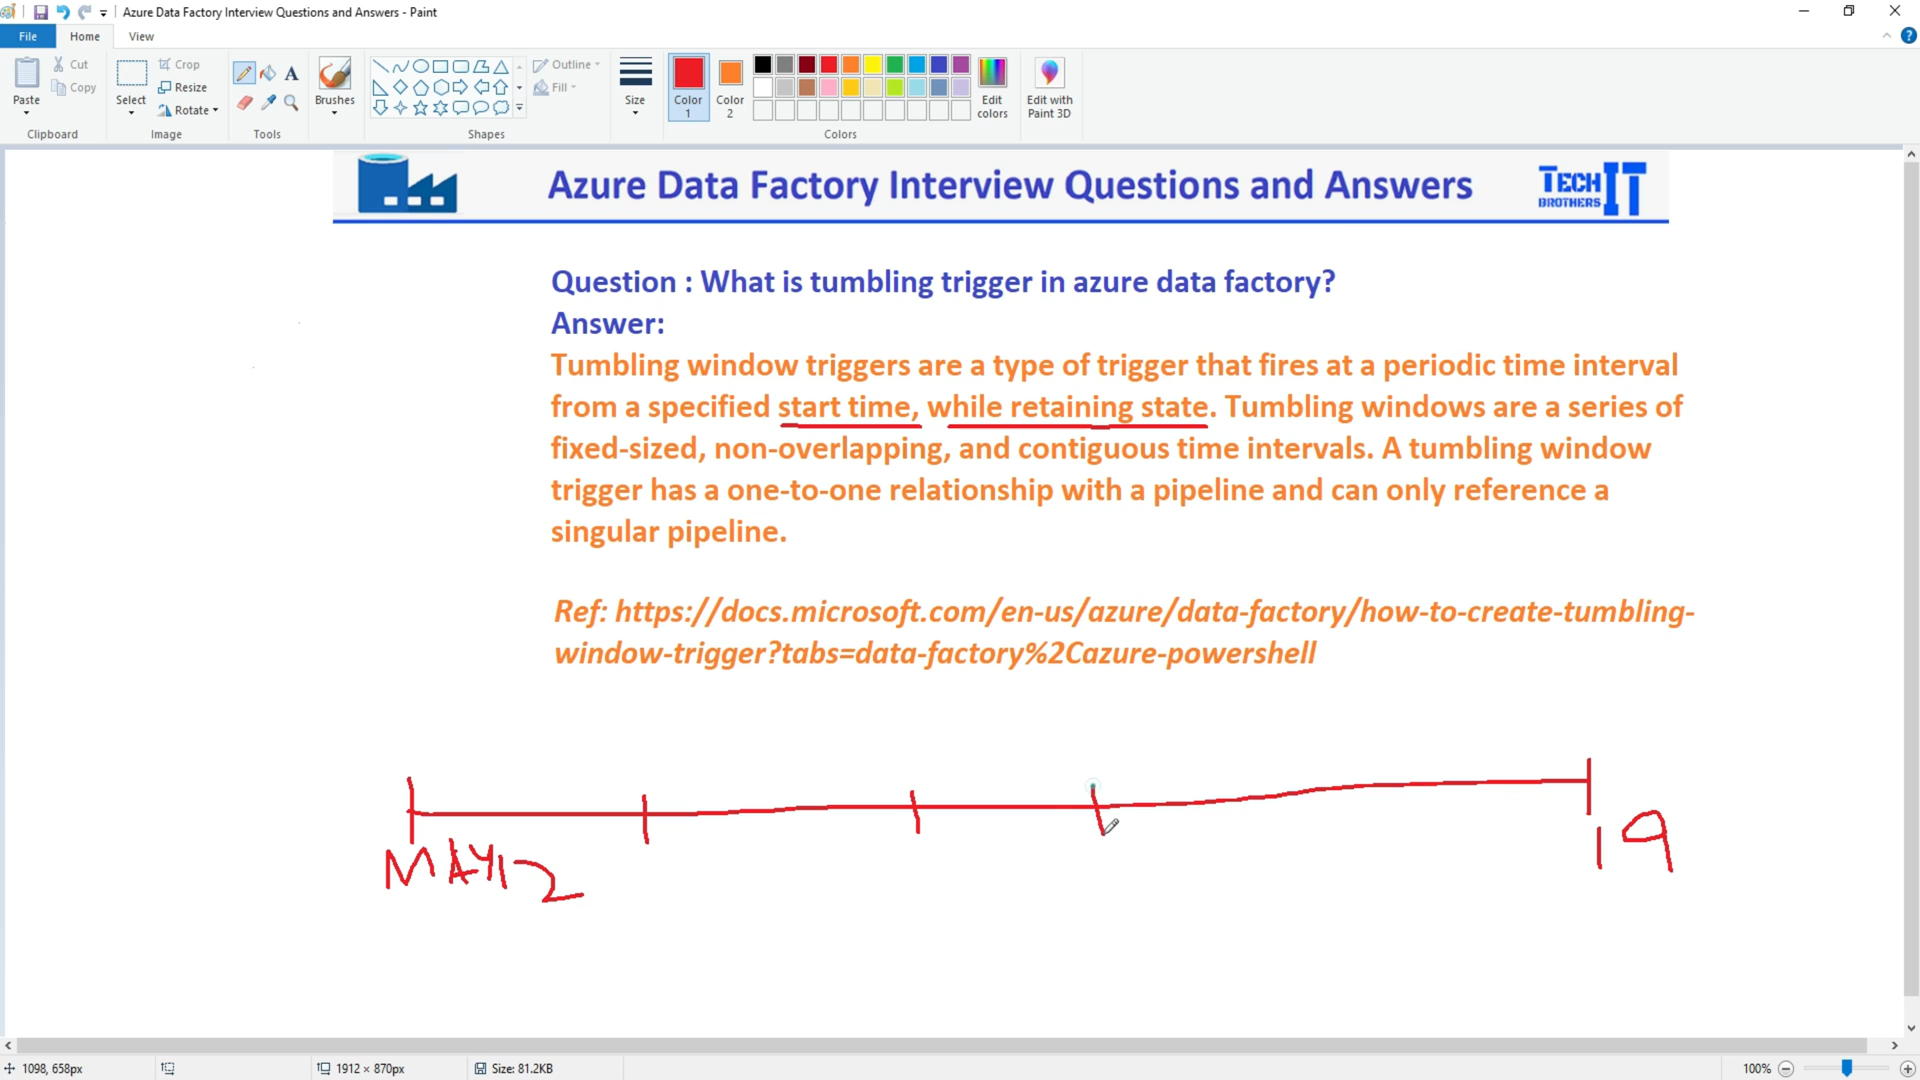 Azure Data Factory Interview Questions and Answers - Paint
File Home View
Paste
Cut
Copy
Clipboard
Select
Crop
Resize
Rotate
Image
A
Tools
Brushes
Shapes
Outline
Fill
Size
Color 1
Color 2
Colors
Edit colors
Edit with Paint 3D
Azure Data Factory Interview Questions and Answers
TECH BROTHERS IT
Question : What is tumbling trigger in azure data factory?
Answer:
Tumbling window triggers are a type of trigger that fires at a periodic time interval
from a specified start time, while retaining state. Tumbling windows are a series of
fixed-sized, non-overlapping, and contiguous time intervals. A tumbling window
trigger has a one-to-one relationship with a pipeline and can only reference a
singular pipeline.
Ref: https://docs.microsoft.com/en-us/azure/data-factory/how-to-create-tumbling-
window-trigger?tabs=data-factory%2Cazure-powershell
MAY12
19
1098, 658px
1912 × 870px
Size: 81.2KB
100%